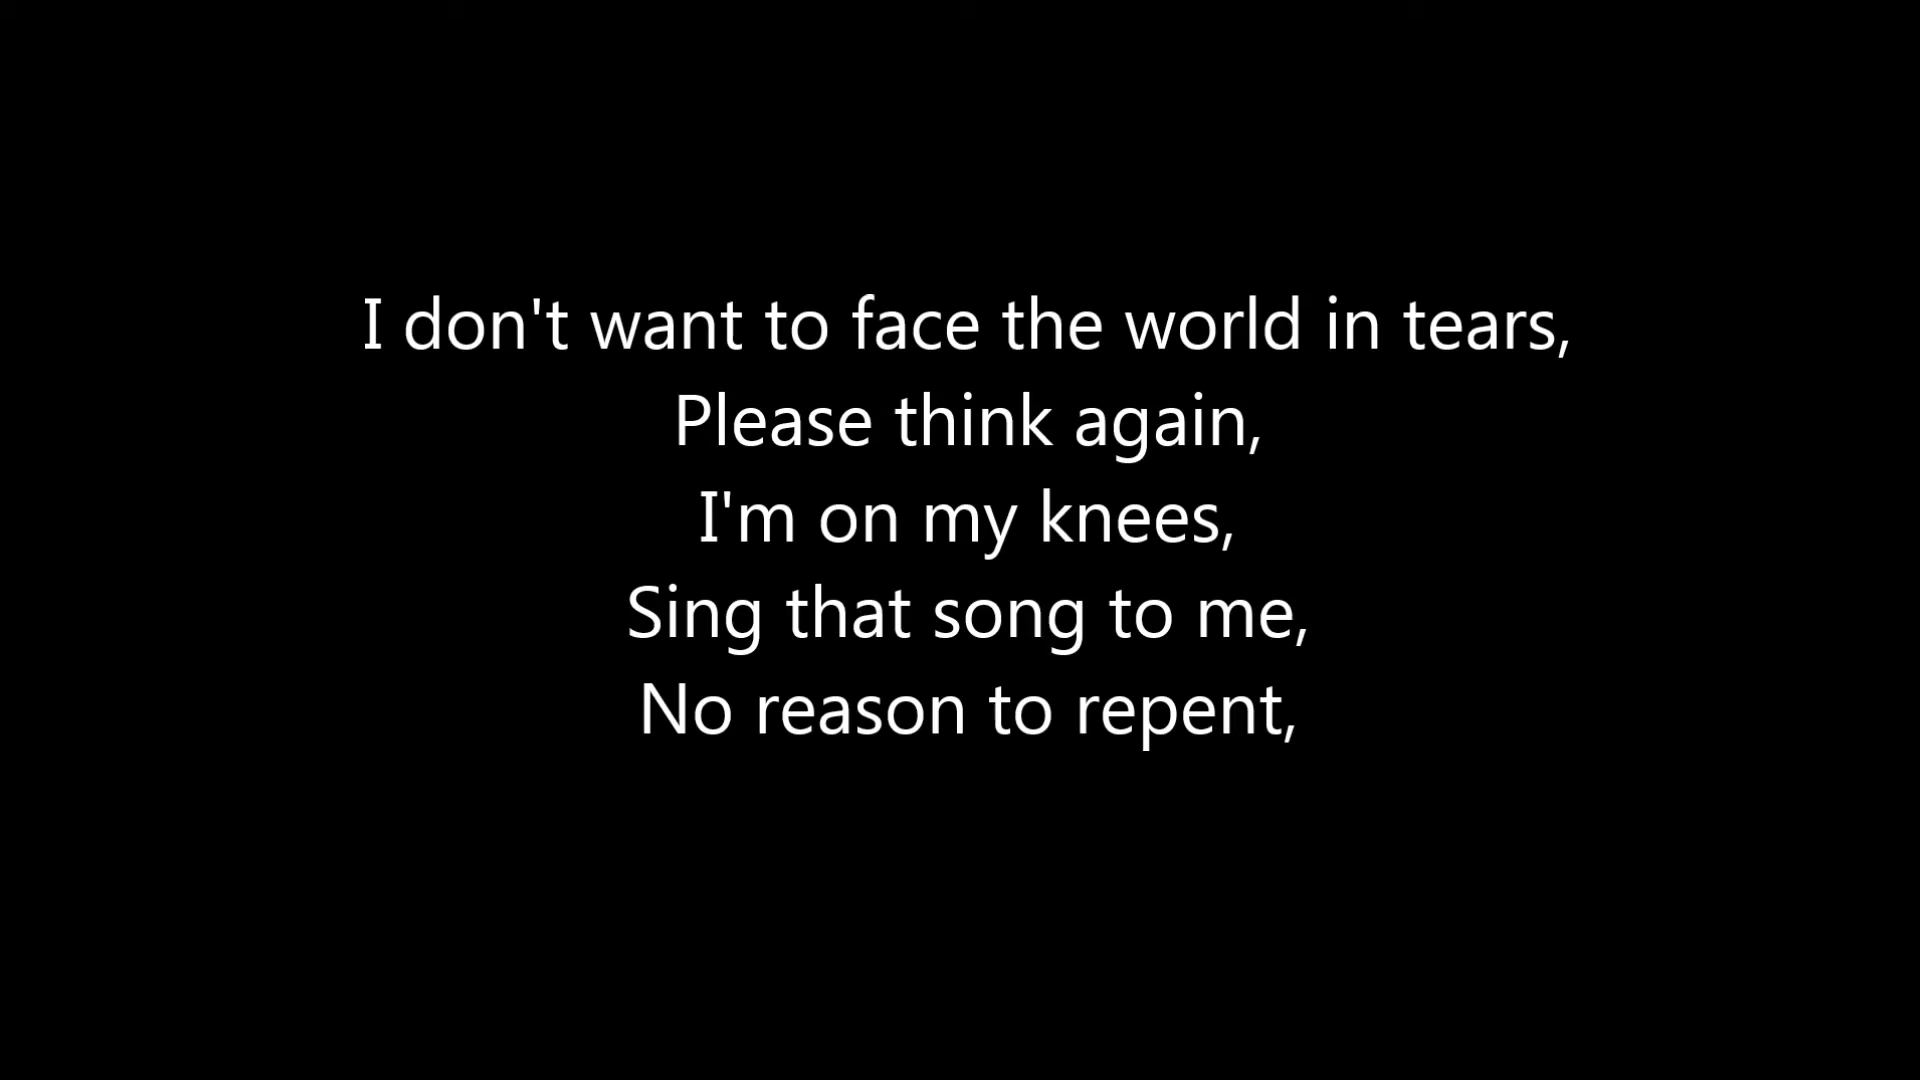 I don't want to face the world in tears,
Please think again,
I'm on my knees,
Sing that song to me,
No reason to repent,